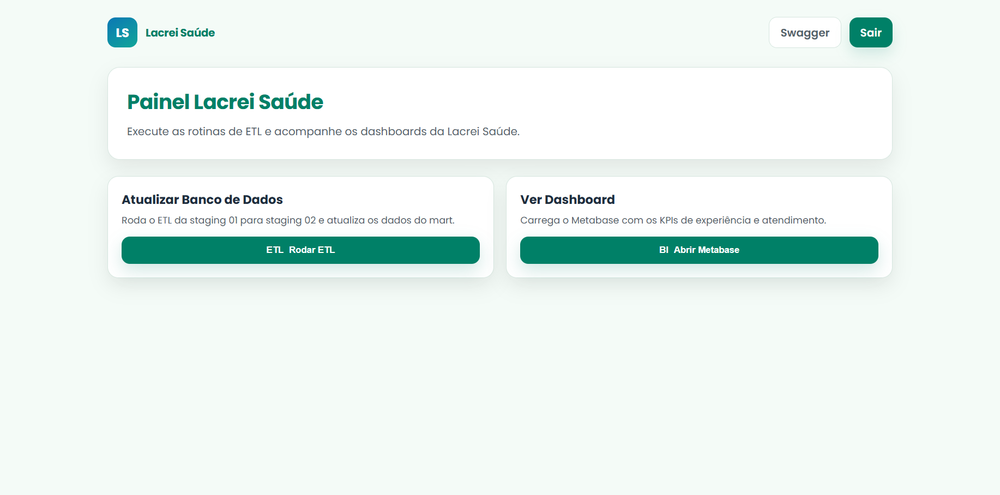 LS Lacrei Saúde Swagger Sair
Painel Lacrei Saúde
Execute as rotinas de ETL e acompanhe os dashboards da Lacrei Saúde.
Atualizar Banco de Dados
Roda o ETL da staging 01 para staging 02 e atualiza os dados do mart.
ETL Rodar ETL
Ver Dashboard
Carrega o Metabase com os KPIs de experiência e atendimento.
BI Abrir Metabase